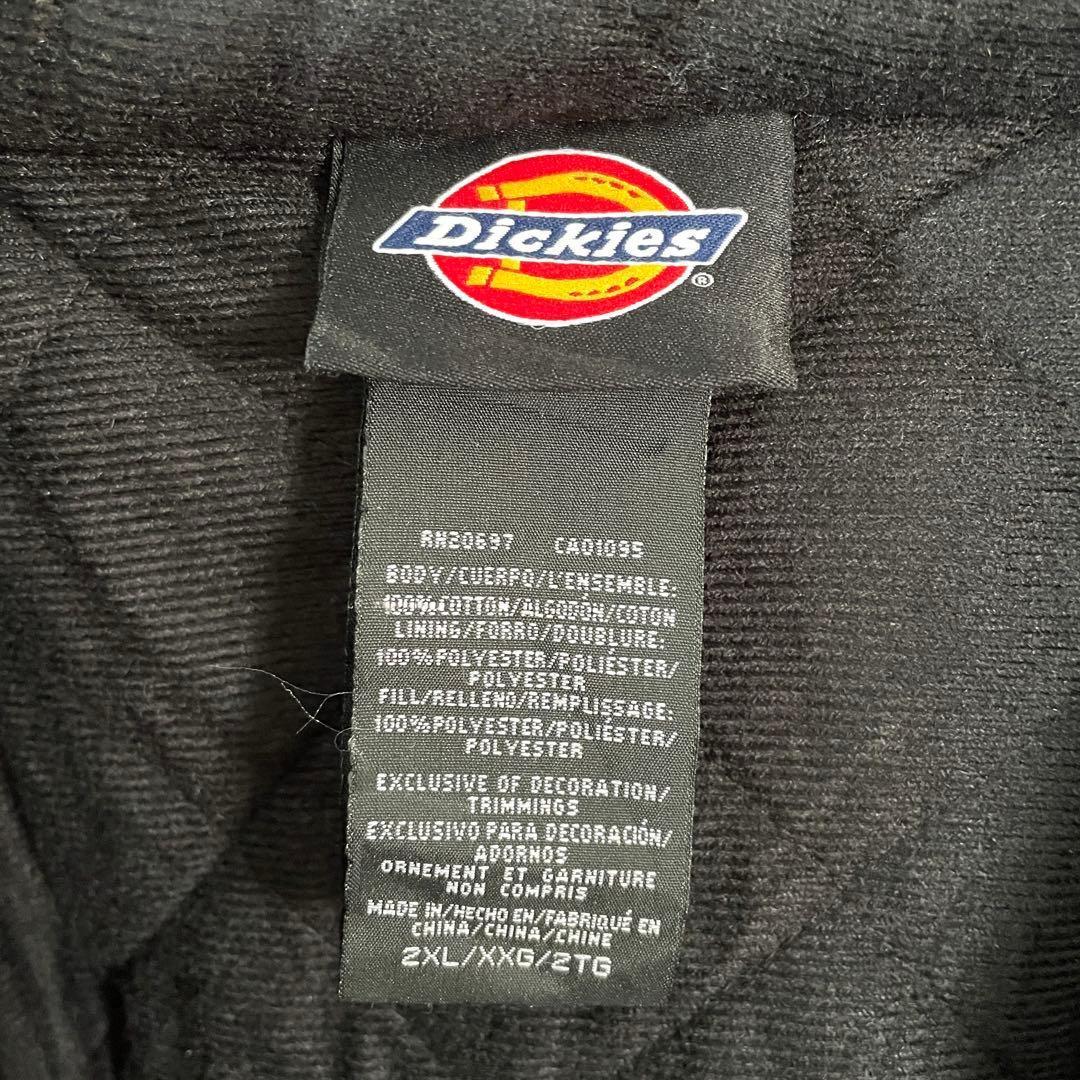 Dickies
®
RN20697 CA01095
BODY/CUERPO/L'ENSEMBLE:
100%COTTON/ALGODÓN/COTON
LINING/FORRO/DOUBLURE:
100%POLYESTER/POLIÉSTER/
POLYESTER
FILL/RELLENO/REMPLISSAGE:
100%POLYESTER/POLIÉSTER/
POLYESTER
EXCLUSIVE OF DECORATION/
TRIMMINGS
EXCLUSIVO PARA DECORACIÓN/
ADORNOS
ORNEMENT ET GARNITURE
NON COMPRIS
MADE IN/HECHO EN/FABRIQUÉ EN
CHINA/CHINA/CHINE
2XL/XXG/2TG